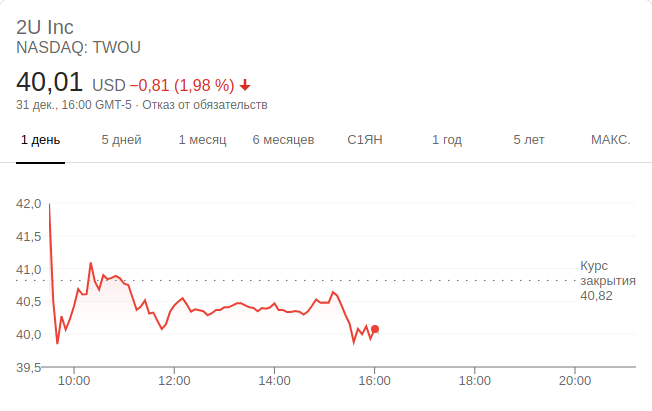 2U Inc
NASDAQ: TWOU
40,01 USD −0,81 (1,98 %)
31 дек., 16:00 GMT-5 · Отказ от обязательств
1 день 5 дней 1 месяц 6 месяцев С1ЯН 1 год 5 лет МАКС.
42,0
41,5
41,0
40,5
40,0
39,5
Курс
закрытия
40,82
10:00 12:00 14:00 16:00 18:00 20:00